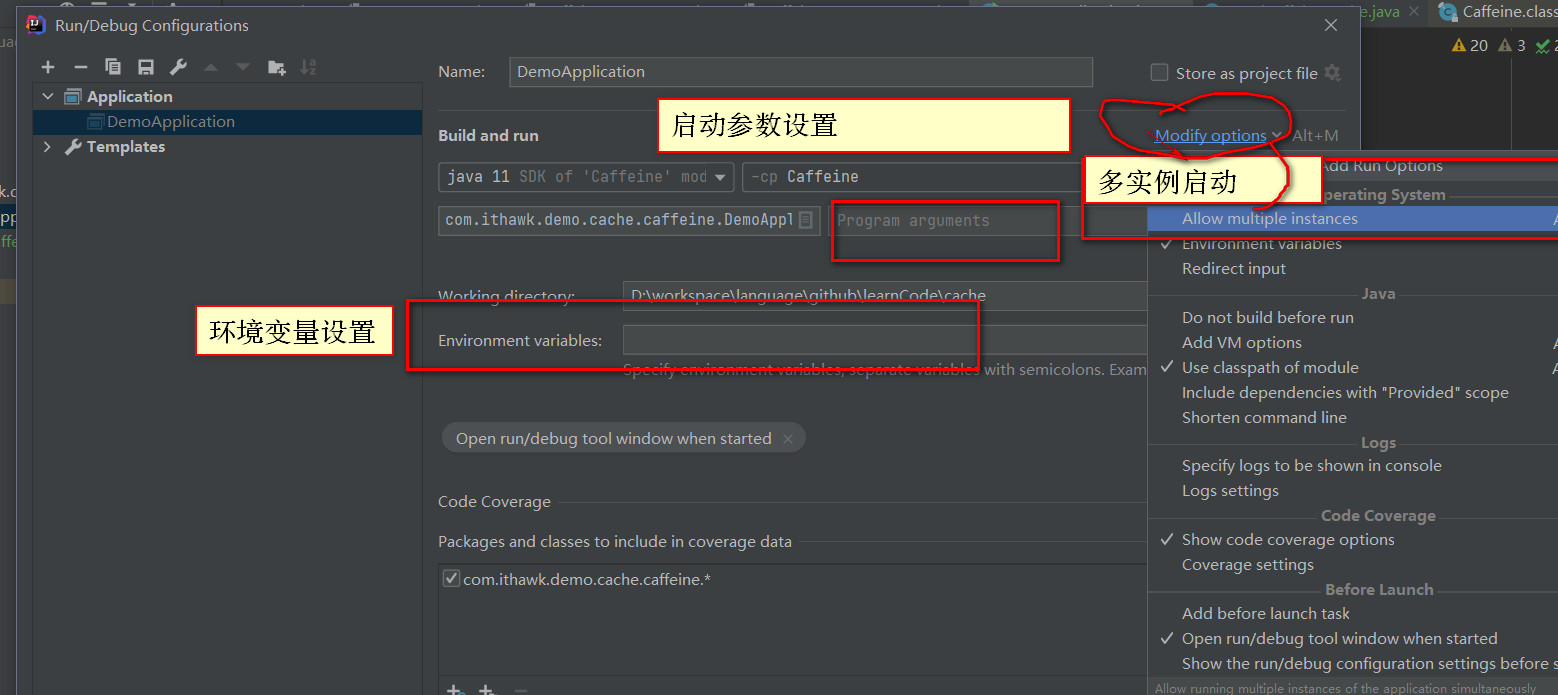 Run/Debug Configurations
.java
Caffeine.class
20 3
Name: DemoApplication
Store as project file
Application
DemoApplication
Templates
启动参数设置
Build and run
Modify options Alt+M
java 11 SDK of 'Caffeine' mod
-cp Caffeine
多实例启动
Add Run Options
Operating System
com.ithawk.demo.cache.caffeine.DemoAppl
Program arguments
Allow multiple instances
Environment variables
Redirect input
Working directory: D:\workspace\language\github\learnCode\cache
Java
环境变量设置
Environment variables:
Specify environment variables, separate variables with semicolons. Exam
Do not build before run
Add VM options
Use classpath of module
Include dependencies with "Provided" scope
Shorten command line
Open run/debug tool window when started
Logs
Specify logs to be shown in console
Logs settings
Code Coverage
Packages and classes to include in coverage data
com.ithawk.demo.cache.caffeine.*
Code Coverage
Show code coverage options
Coverage settings
Before Launch
Add before launch task
Open run/debug tool window when started
Show the run/debug configuration settings before s
Allow running multiple instances of the application simultaneously